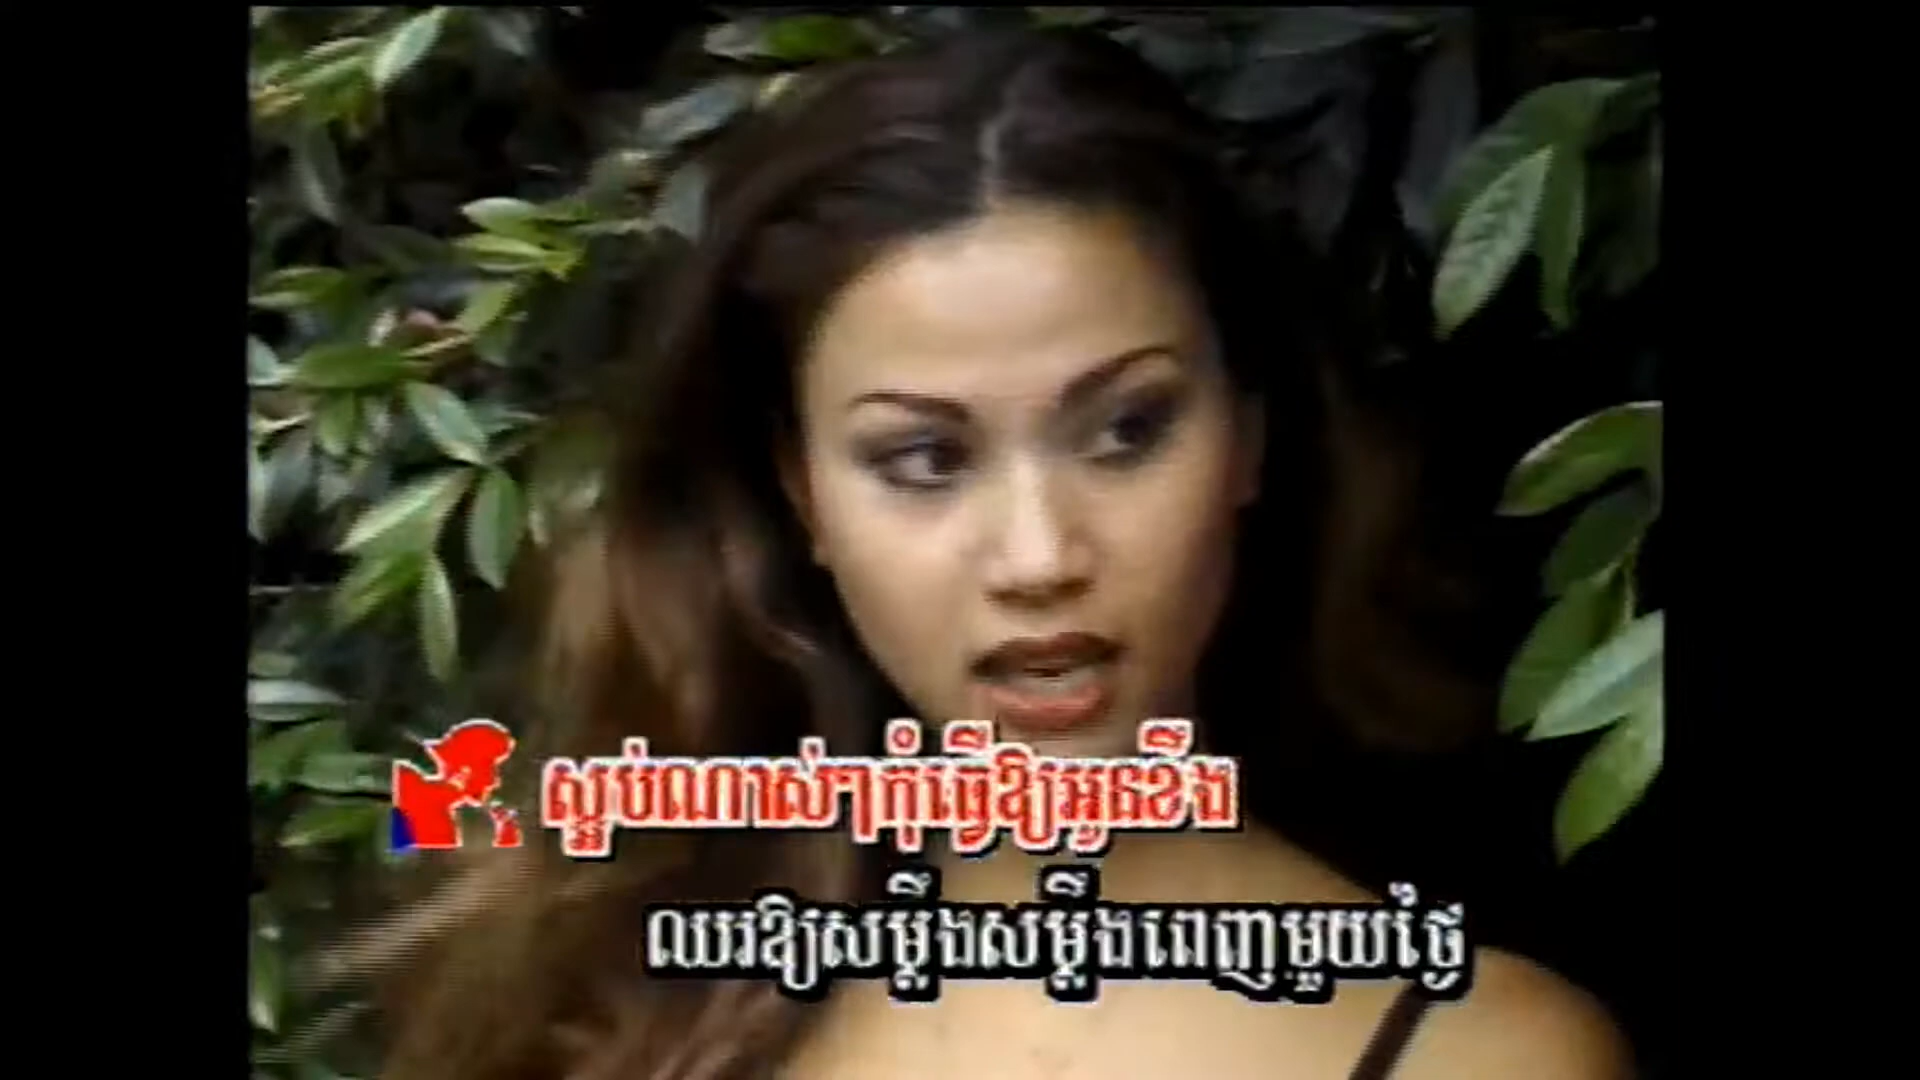 ស្អប់ណាស់ៗកុំធ្វើឱ្យអូនខឹង
ឈរឱ្យសម្លឹងសម្លឹងពេញមួយថ្ងៃ